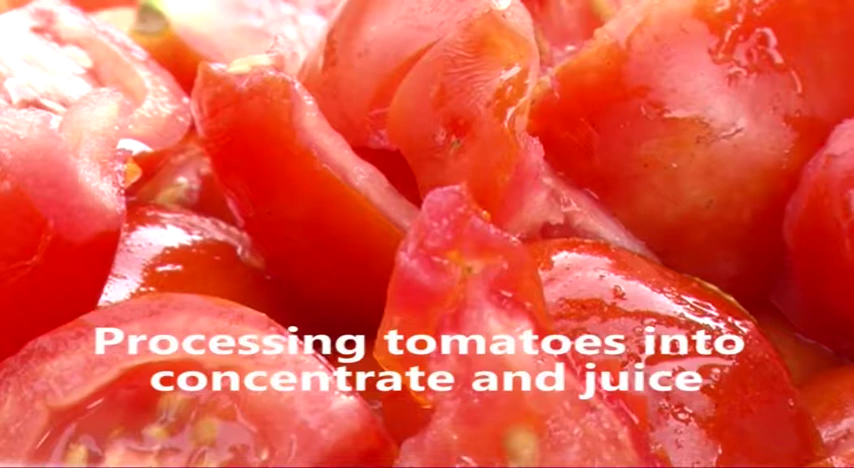 Processing tomatoes into
concentrate and juice